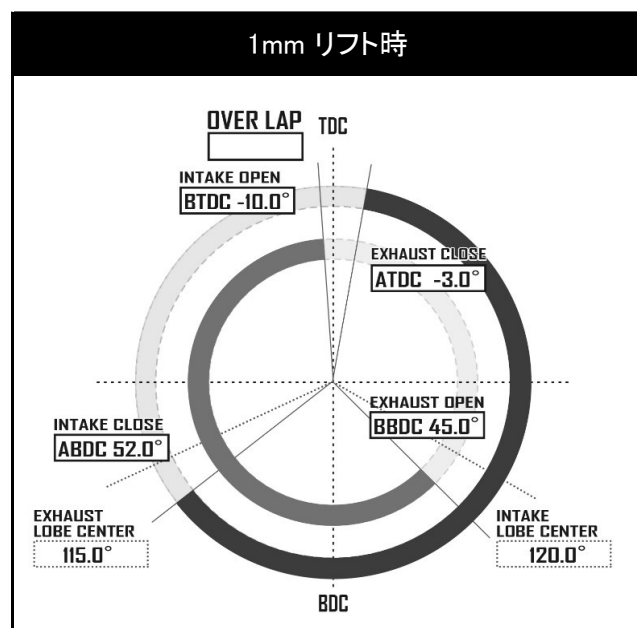 1mm リフト時
OVER LAP
TDC
INTAKE OPEN
BTDC -10.0°
EXHAUST CLOSE
ATDC -3.0°
EXHAUST OPEN
BBDC 45.0°
INTAKE CLOSE
ABDC 52.0°
EXHAUST
LOBE CENTER
115.0°
INTAKE
LOBE CENTER
120.0°
BDC